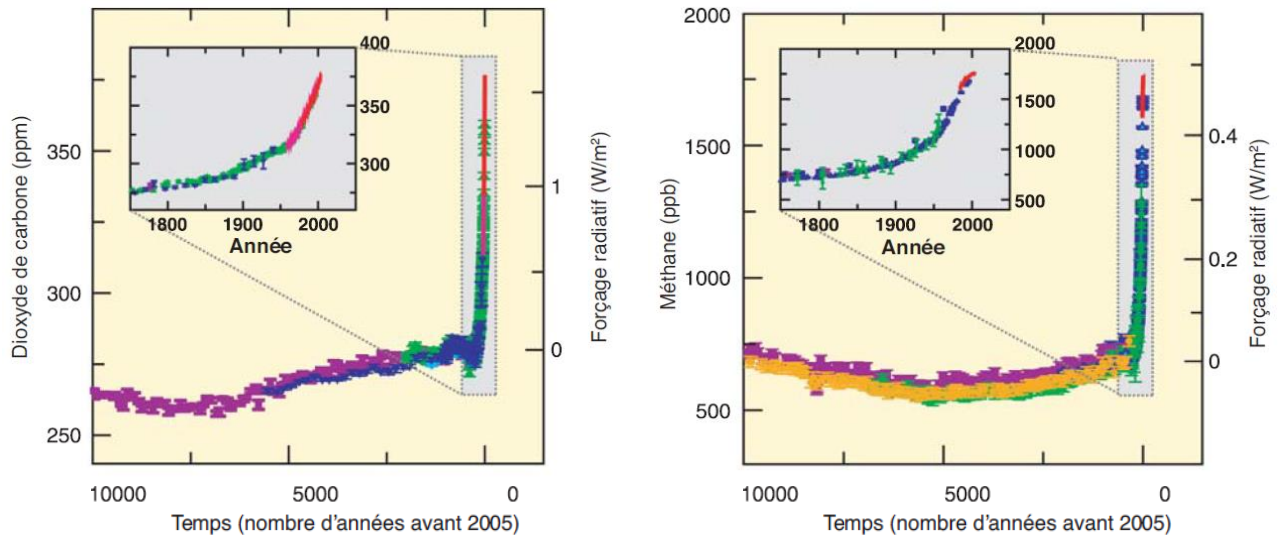 Dioxyde de carbone (ppm)
350
300
250
400
350
300
1800 1900 2000
Année
1
0
Forçage radiatif (W/m²)
10000 5000 0
Temps (nombre d'années avant 2005)
Méthane (ppb)
2000
1500
1000
500
2000
1500
1000
500
1800 1900 2000
Année
0.4
0.2
0
Forçage radiatif (W/m²)
10000 5000 0
Temps (nombre d'années avant 2005)